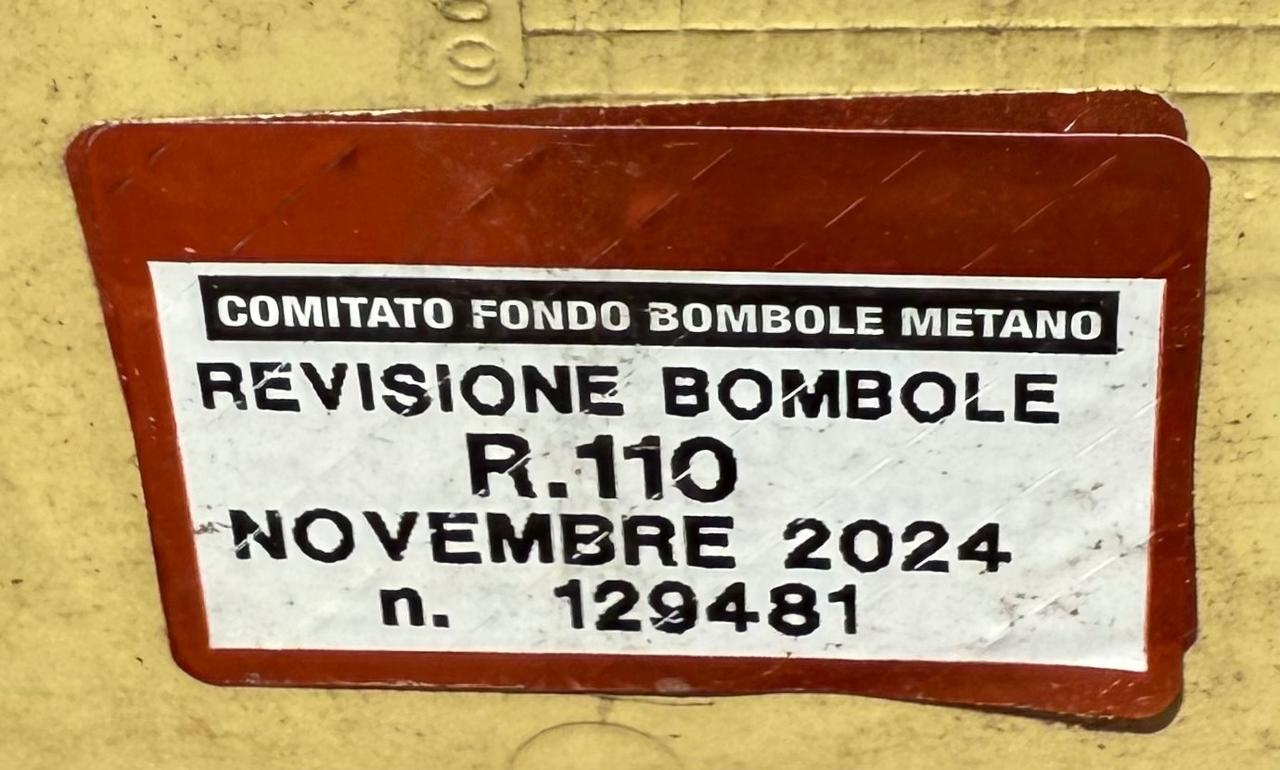 COMITATO FONDO BOMBOLE METANO
REVISIONE BOMBOLE
R.110
NOVEMBRE 2024
n. 129481